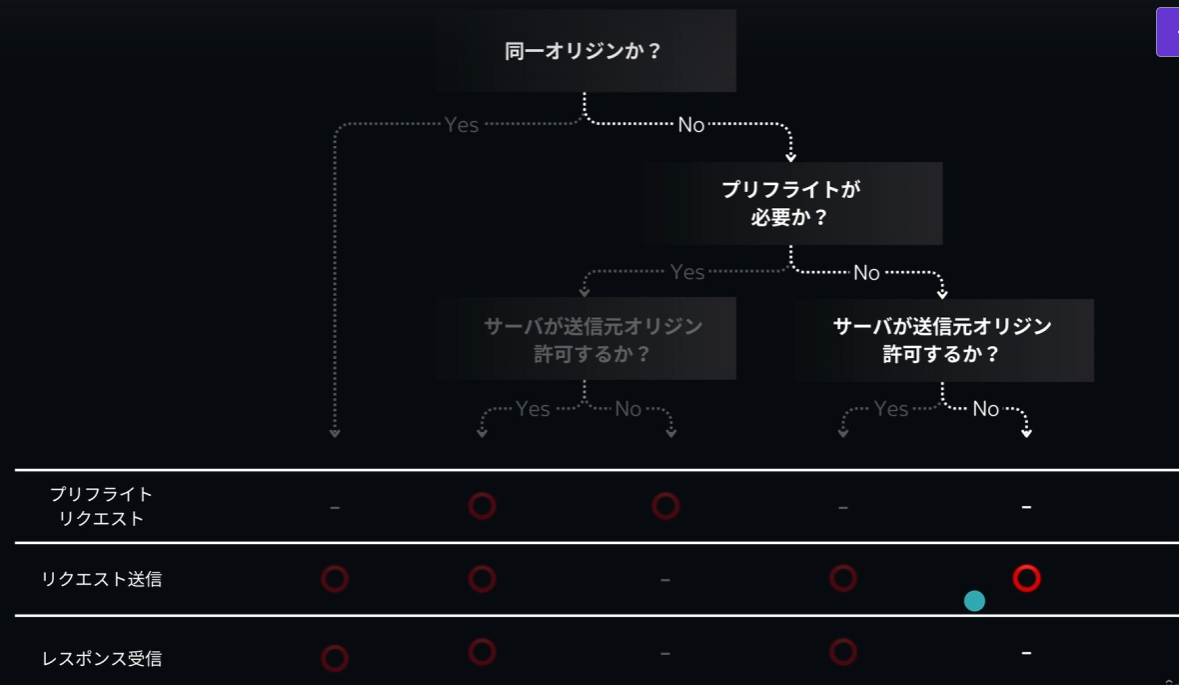 同一オリジンか？
Yes
No
プリフライトが
必要か？
Yes
No
サーバが送信元オリジン
許可するか？
サーバが送信元オリジン
許可するか？
Yes
No
Yes
No
プリフライト
リクエスト
–
–
–
リクエスト送信
–
レスポンス受信
–
–